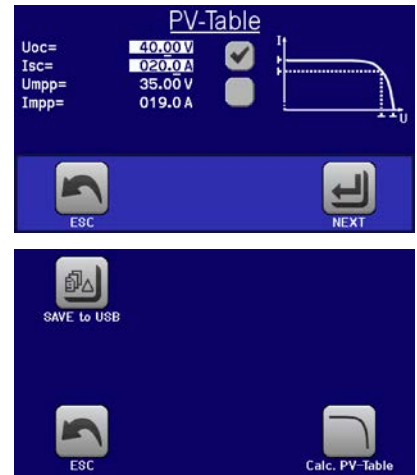 PV-Table
Uoc= 40.00 V
Isc= 020.0 A
Umpp= 35.00 V
Impp= 019.0 A
I
U
ESC NEXT
SAVE to USB
ESC Calc. PV-Table